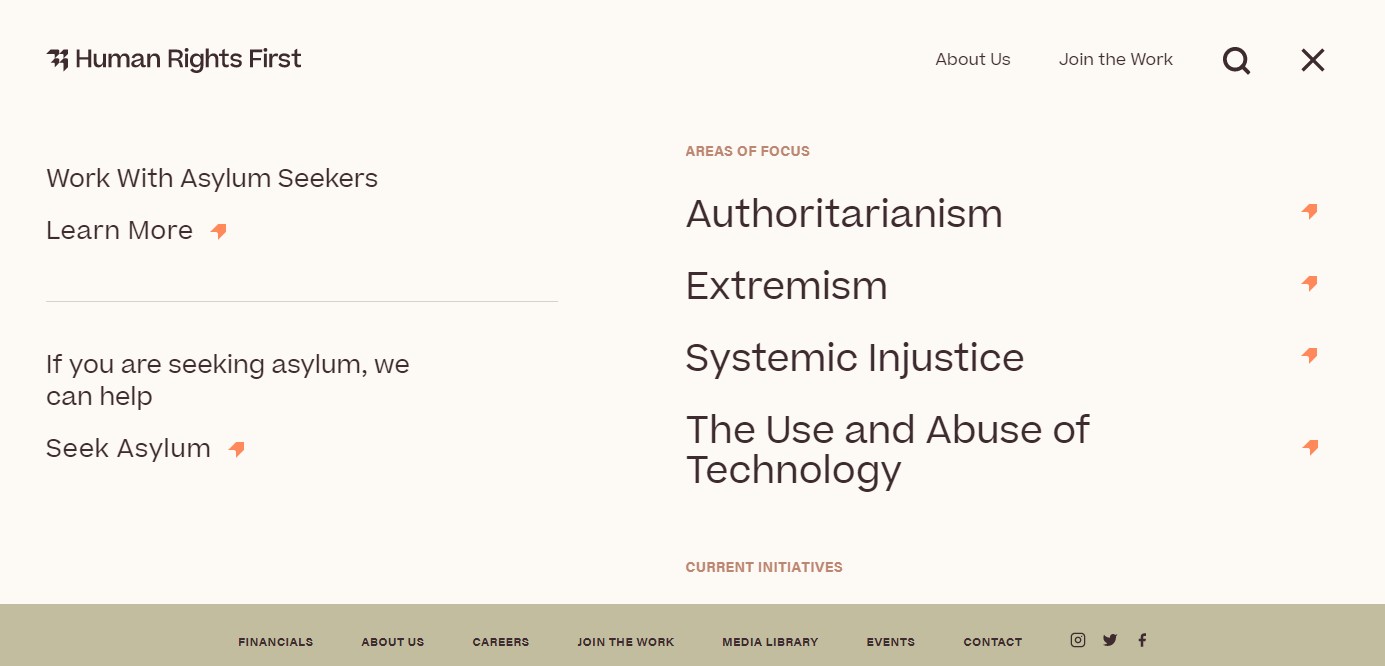 Human Rights First
About Us
Join the Work
Work With Asylum Seekers
Learn More
If you are seeking asylum, we
can help
Seek Asylum
AREAS OF FOCUS
Authoritarianism
Extremism
Systemic Injustice
The Use and Abuse of
Technology
CURRENT INITIATIVES
FINANCIALS
ABOUT US
CAREERS
JOIN THE WORK
MEDIA LIBRARY
EVENTS
CONTACT